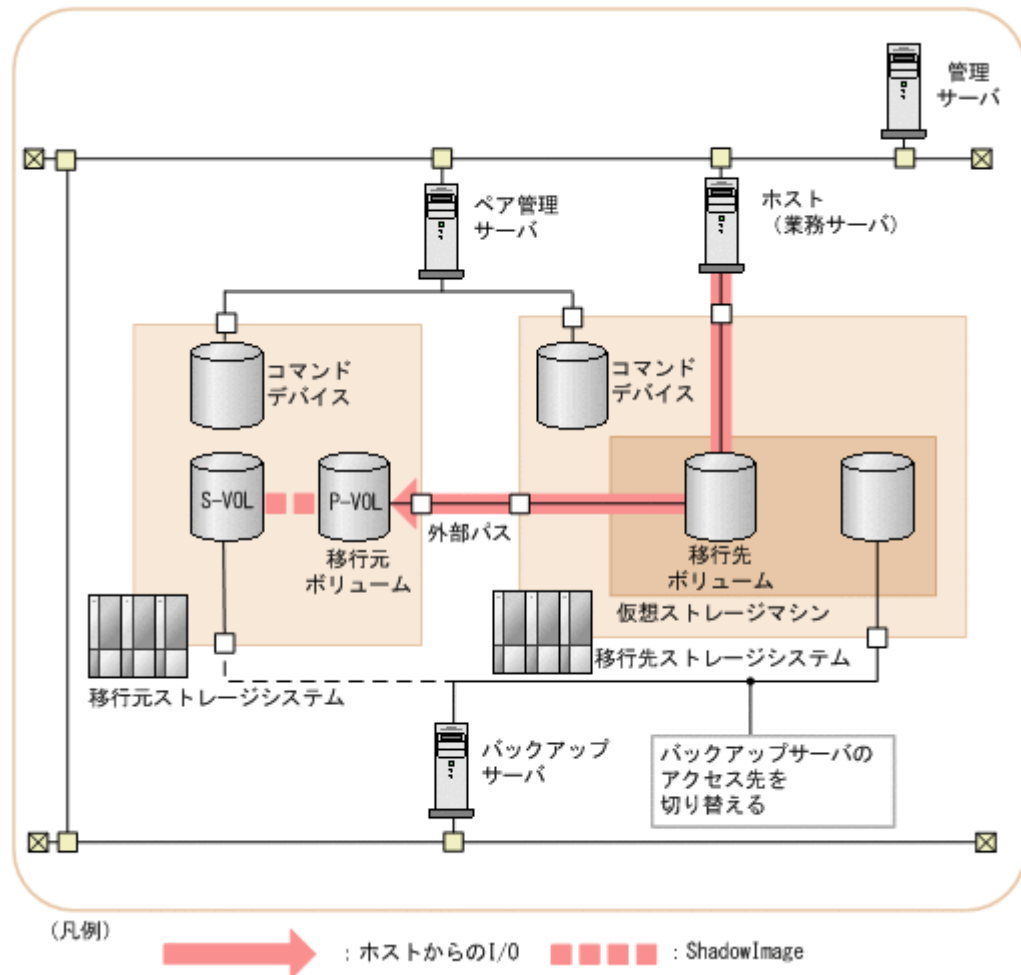 管理
サーバ
ペア管理
サーバ
ホスト
（業務サーバ）
コマンド
デバイス
コマンド
デバイス
S-VOL
P-VOL
外部パス
移行元
ボリューム
移行先
ボリューム
仮想ストレージマシン
移行元ストレージシステム
移行先ストレージシステム
バックアップ
サーバ
バックアップサーバの
アクセス先を
切り替える
(凡例)
：ホストからのI/O
：ShadowImage